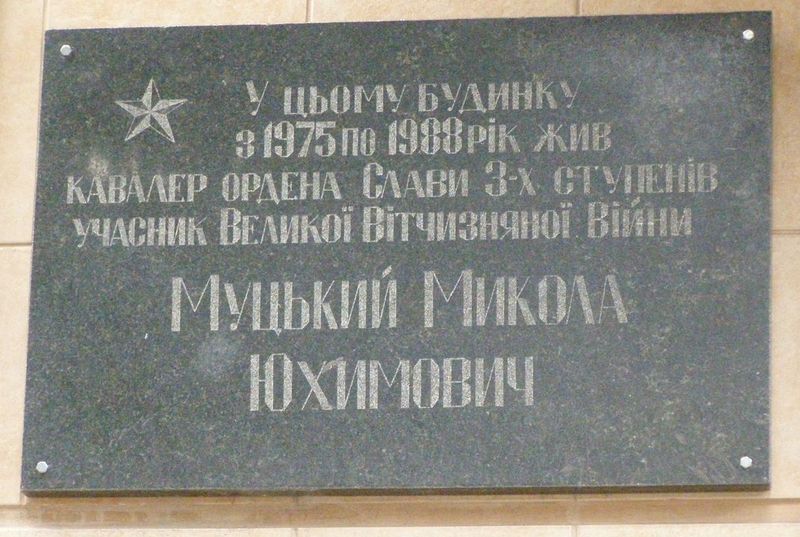 У цьому будинку
з 1975 по 1988 рік жив
кавалер ордена Слави 3-х ступенів
учасник Великої Вітчизняної Війни
Муцький Микола
Юхимович